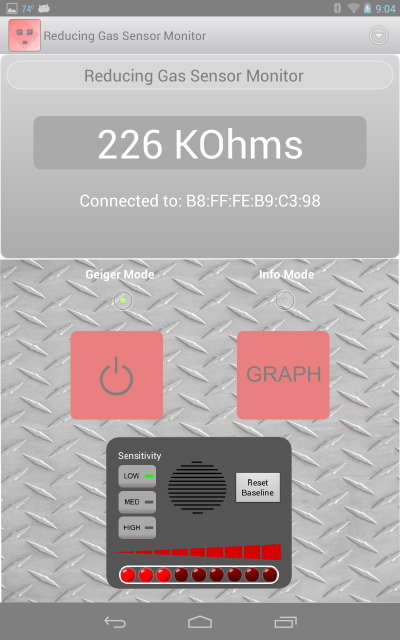 74° 9:04
Reducing Gas Sensor Monitor
Reducing Gas Sensor Monitor
226 KOhms
Connected to: B8:FF:FE:B9:C3:98
Geiger Mode Info Mode
GRAPH
Sensitivity
LOW
MED
HIGH
Reset
Baseline